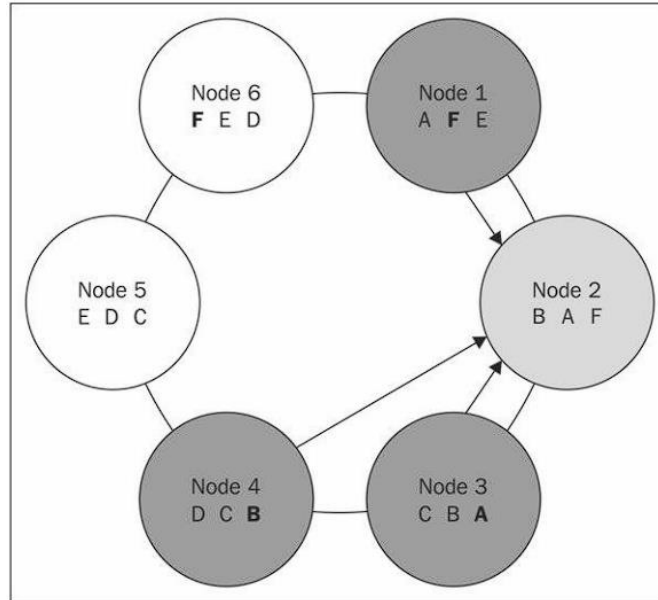 Node 6
F E D
Node 1
A F E
Node 5
E D C
Node 2
B A F
Node 4
D C B
Node 3
C B A